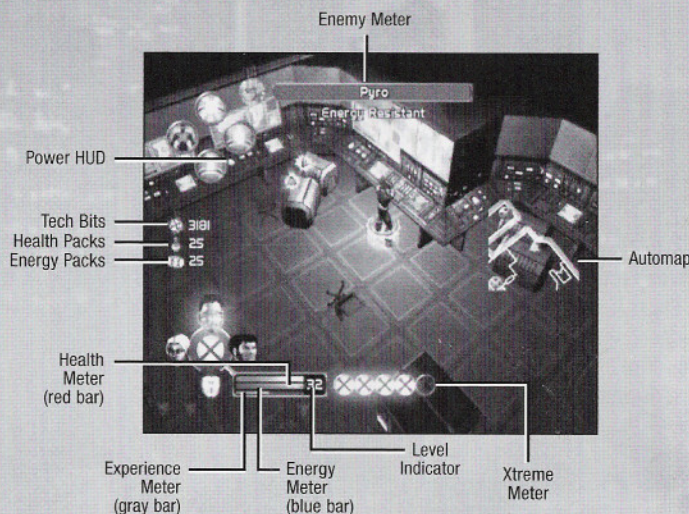 Enemy Meter
Pyro
Energy Resistant
Power HUD
Tech Bits
3181
Health Packs
25
Energy Packs
25
Automap
Health
Meter
(red bar)
32
Experience
Meter
(gray bar)
Energy
Meter
(blue bar)
Level
Indicator
Xtreme
Meter